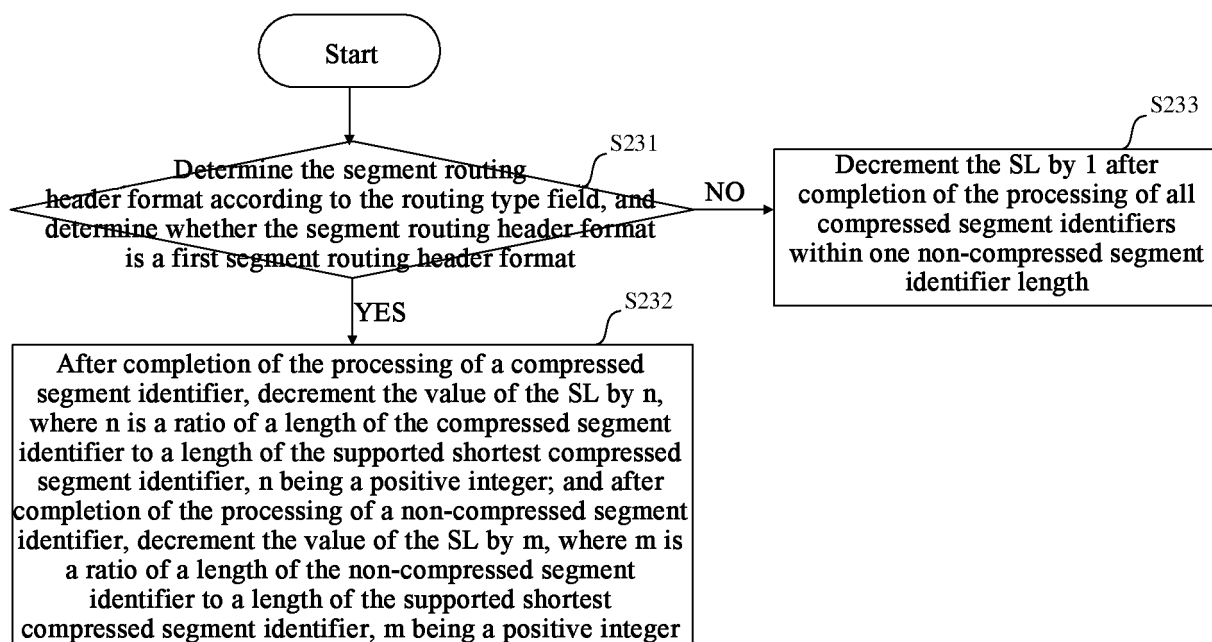 Start
S231
Determine the segment routing
header format according to the routing type field, and
determine whether the segment routing header format
is a first segment routing header format
NO
S233
Decrement the SL by 1 after
completion of the processing of all
compressed segment identifiers
within one non-compressed segment
identifier length
YES
S232
After completion of the processing of a compressed
segment identifier, decrement the value of the SL by n,
where n is a ratio of a length of the compressed segment
identifier to a length of the supported shortest compressed
segment identifier, n being a positive integer; and after
completion of the processing of a non-compressed segment
identifier, decrement the value of the SL by m, where m is
a ratio of a length of the non-compressed segment
identifier to a length of the supported shortest
compressed segment identifier, m being a positive integer